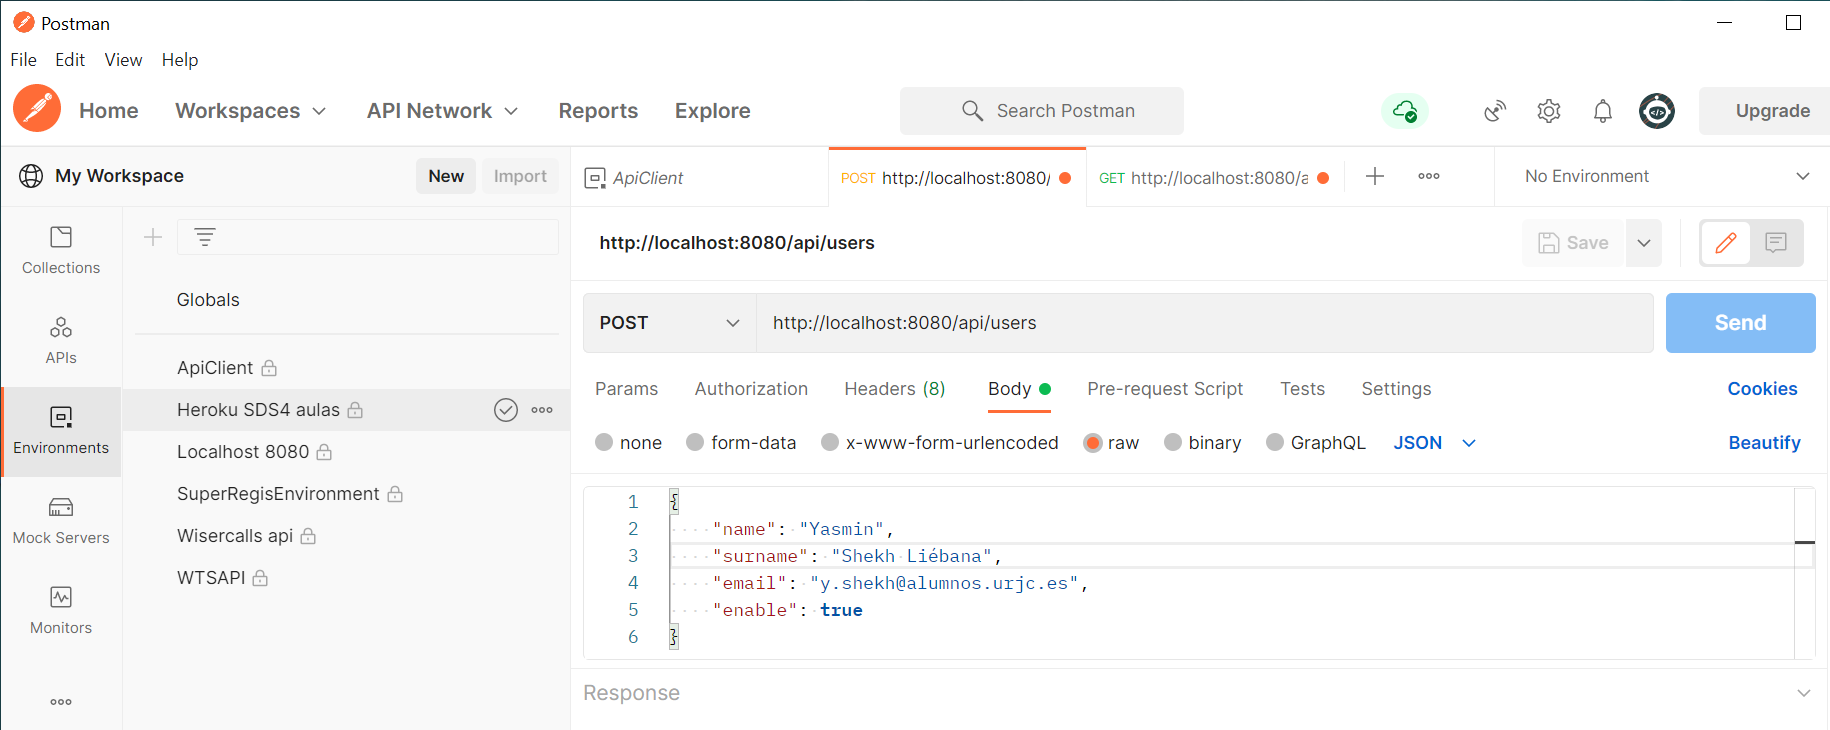 Postman
File Edit View Help
Home Workspaces API Network Reports Explore Search Postman Upgrade
My Workspace New Import
ApiClient POST http://localhost:8080/ GET http://localhost:8080/a No Environment
Collections
APIs
Environments
Mock Servers
Monitors
Globals
ApiClient
Heroku SDS4 aulas
Localhost 8080
SuperRegisEnvironment
Wisercalls api
WTSAPI
http://localhost:8080/api/users Save
POST http://localhost:8080/api/users Send
Params Authorization Headers (8) Body Pre-request Script Tests Settings Cookies
none form-data x-www-form-urlencoded raw binary GraphQL JSON Beautify
1 {
2 "name": "Yasmin",
3 "surname": "Shekh Liébana",
4 "email": "y.shekh@alumnos.urjc.es",
5 "enable": true
6 }
Response